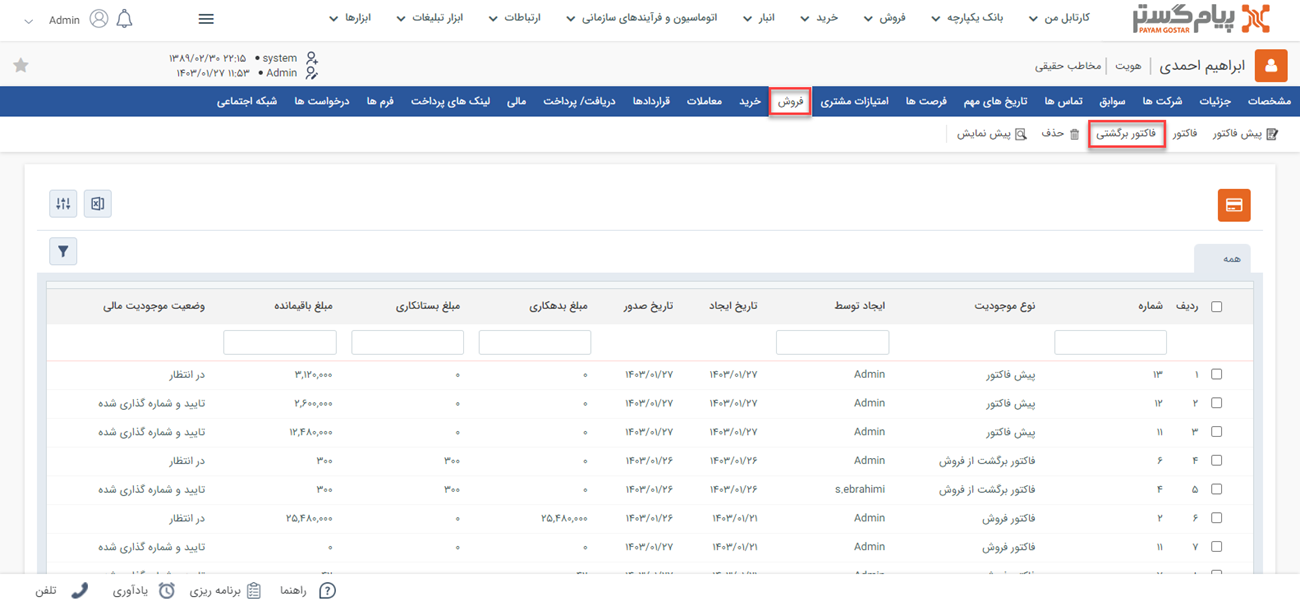 پیام گستر کارتابل من بانک یکپارچه فروش خرید انبار اتوماسیون و فرآیندهای سازمانی ارتباطات ابزار تبلیغات ابزارها Admin
PAYAM GOSTAR
ابراهیم احمدی | هویت | مخاطب حقیقی
system • ۱۳۸۹/۰۲/۳۰ ۲۲:۱۵
Admin • ۱۴۰۳/۰۱/۲۷ ۱۱:۵۳
مشخصات جزئیات شرکت ها سوابق تماس ها تاریخ های مهم فرصت ها امتیازات مشتری فروش خرید معاملات قراردادها دریافت/ پرداخت مالی لینک های پرداخت فرم ها درخواست ها شبکه اجتماعی
پیش فاکتور فاکتور فاکتور برگشتی حذف پیش نمایش
همه
ردیف شماره نوع موجودیت ایجاد توسط تاریخ ایجاد تاریخ صدور مبلغ بدهکاری مبلغ بستانکاری مبلغ باقیمانده وضعیت موجودیت مالی
۱ ۱۳ پیش فاکتور Admin ۱۴۰۳/۰۱/۲۷ ۱۴۰۳/۰۱/۲۷ ۰ ۰ ۳,۱۲۰,۰۰۰ در انتظار
۲ ۱۲ پیش فاکتور Admin ۱۴۰۳/۰۱/۲۷ ۱۴۰۳/۰۱/۲۷ ۰ ۰ ۲,۶۰۰,۰۰۰ تایید و شماره گذاری شده
۳ ۱۱ پیش فاکتور Admin ۱۴۰۳/۰۱/۲۷ ۱۴۰۳/۰۱/۲۷ ۰ ۰ ۱۲,۴۸۰,۰۰۰ تایید و شماره گذاری شده
۴ ۶ فاکتور برگشت از فروش Admin ۱۴۰۳/۰۱/۲۶ ۱۴۰۳/۰۱/۲۶ ۰ ۳۰۰ ۳۰۰ در انتظار
۵ ۴ فاکتور برگشت از فروش s.ebrahimi ۱۴۰۳/۰۱/۲۶ ۱۴۰۳/۰۱/۲۶ ۰ ۳۰۰ ۳۰۰ تایید و شماره گذاری شده
۶ ۲ فاکتور فروش Admin ۱۴۰۳/۰۱/۲۱ ۱۴۰۳/۰۱/۲۶ ۲۵,۴۸۰,۰۰۰ ۰ ۲۵,۴۸۰,۰۰۰ در انتظار
۷ ۱۱ فاکتور فروش Admin ۱۴۰۳/۰۱/۲۱ ۱۴۰۳/۰۱/۲۷ ۰ ۰ ۰ تایید و شماره گذاری شده
راهنما برنامه ریزی یادآوری تلفن